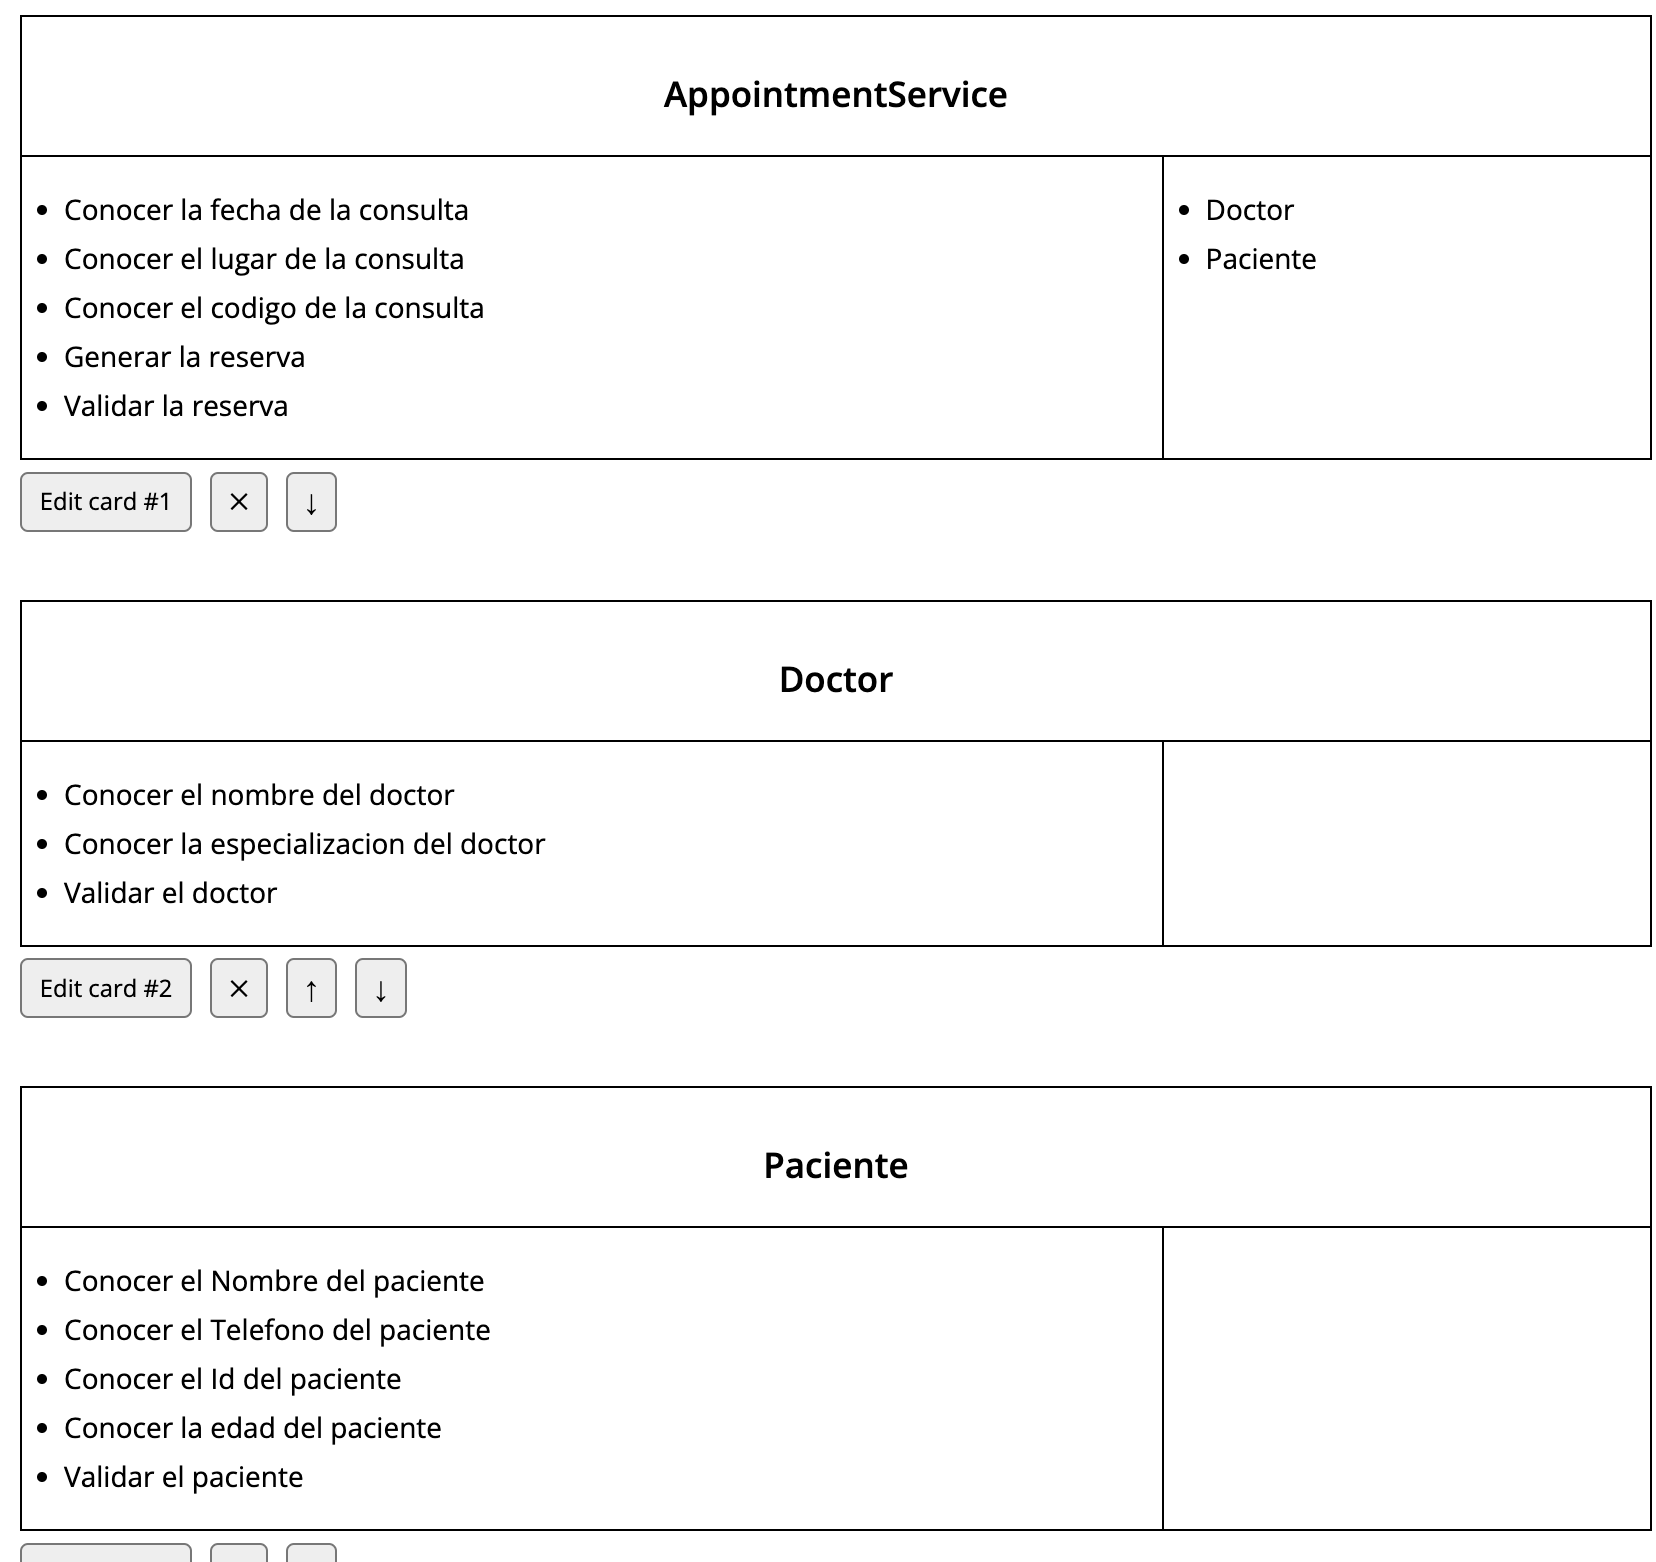 AppointmentService
• Conocer la fecha de la consulta
• Conocer el lugar de la consulta
• Conocer el codigo de la consulta
• Generar la reserva
• Validar la reserva
• Doctor
• Paciente
Edit card #1 × ↓
Doctor
• Conocer el nombre del doctor
• Conocer la especializacion del doctor
• Validar el doctor
Edit card #2 × ↑ ↓
Paciente
• Conocer el Nombre del paciente
• Conocer el Telefono del paciente
• Conocer el Id del paciente
• Conocer la edad del paciente
• Validar el paciente